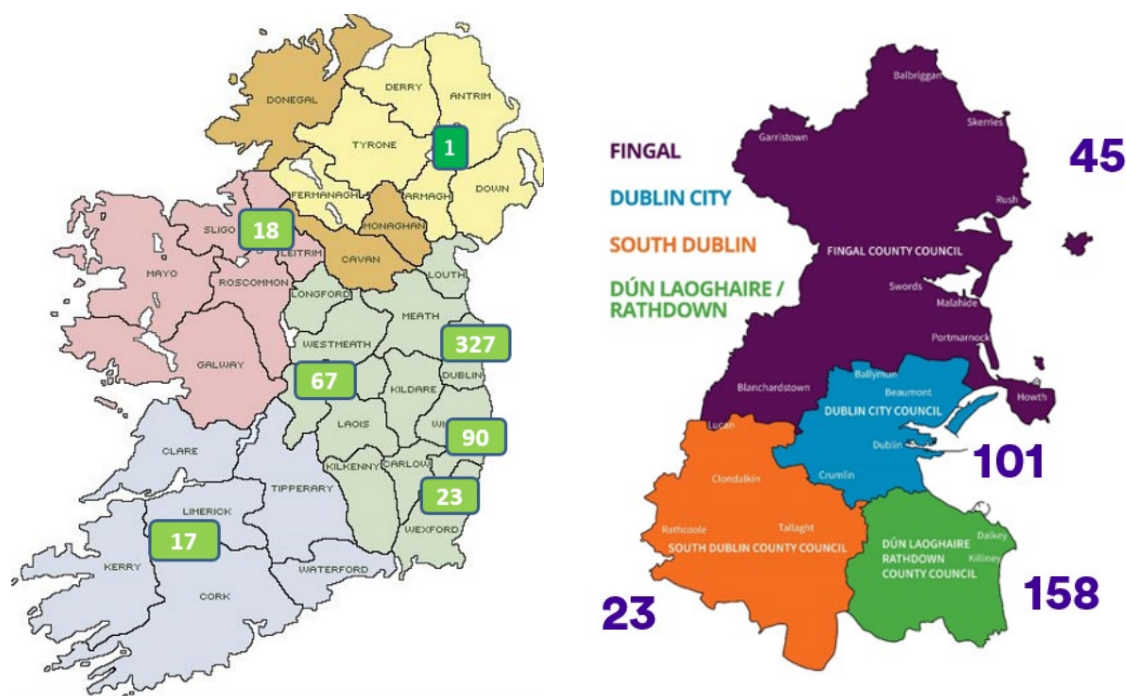 DONEGAL
DERRY
ANTRIM
TYRONE
1
FERMANAGH
ARMAGH
DOWN
MONAGHAN
SLIGO
18
LEITRIM
CAVAN
LOUTH
MAYO
ROSCOMMON
LONGFORD
MEATH
WESTMEATH
327
GALWAY
67
DUBLIN
KILDARE
LAOIS
WI
90
CLARE
KILKENNY
CARLOW
TIPPERARY
23
WEXFORD
LIMERICK
17
KERRY
WATERFORD
CORK
FINGAL
DUBLIN CITY
SOUTH DUBLIN
DÚN LAOGHAIRE /
RATHDOWN
Balbriggan
Skerries
Garristown
45
Rush
FINGAL COUNTY COUNCIL
Swords
Malahide
Portmarnock
Ballymun
Blanchardstown
Beaumont
Howth
DUBLIN CITY COUNCIL
Lucan
Dublin
101
Crumlin
Clondalkin
Rathcoole
Tallaght
SOUTH DUBLIN COUNTY COUNCIL
Dalkey
DÚN LAOGHAIRE
RATHDOWN
COUNTY COUNCIL
Killiney
23
158